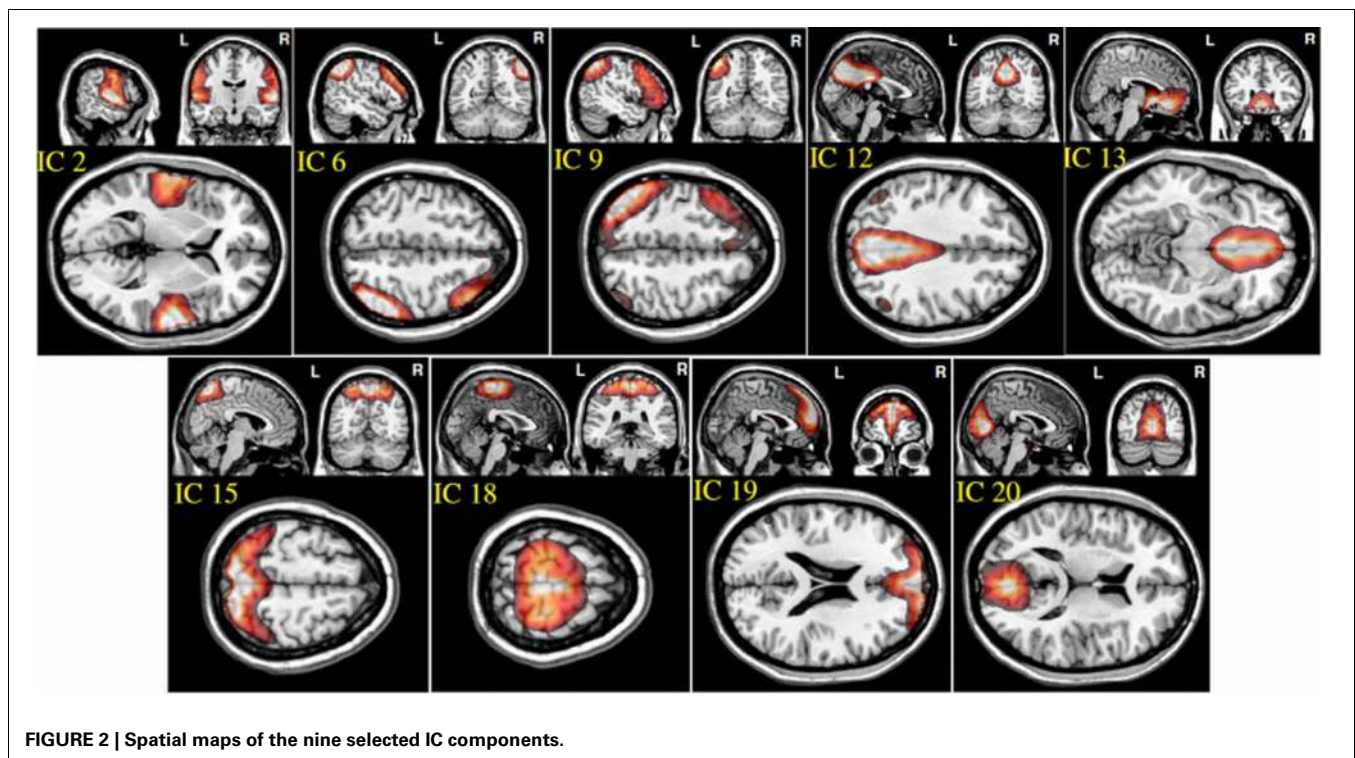 L R
L R
L R
L R
L R
IC 2
IC 6
IC 9
IC 12
IC 13
L R
L R
L R
L R
IC 15
IC 18
IC 19
IC 20
FIGURE 2 | Spatial maps of the nine selected IC components.